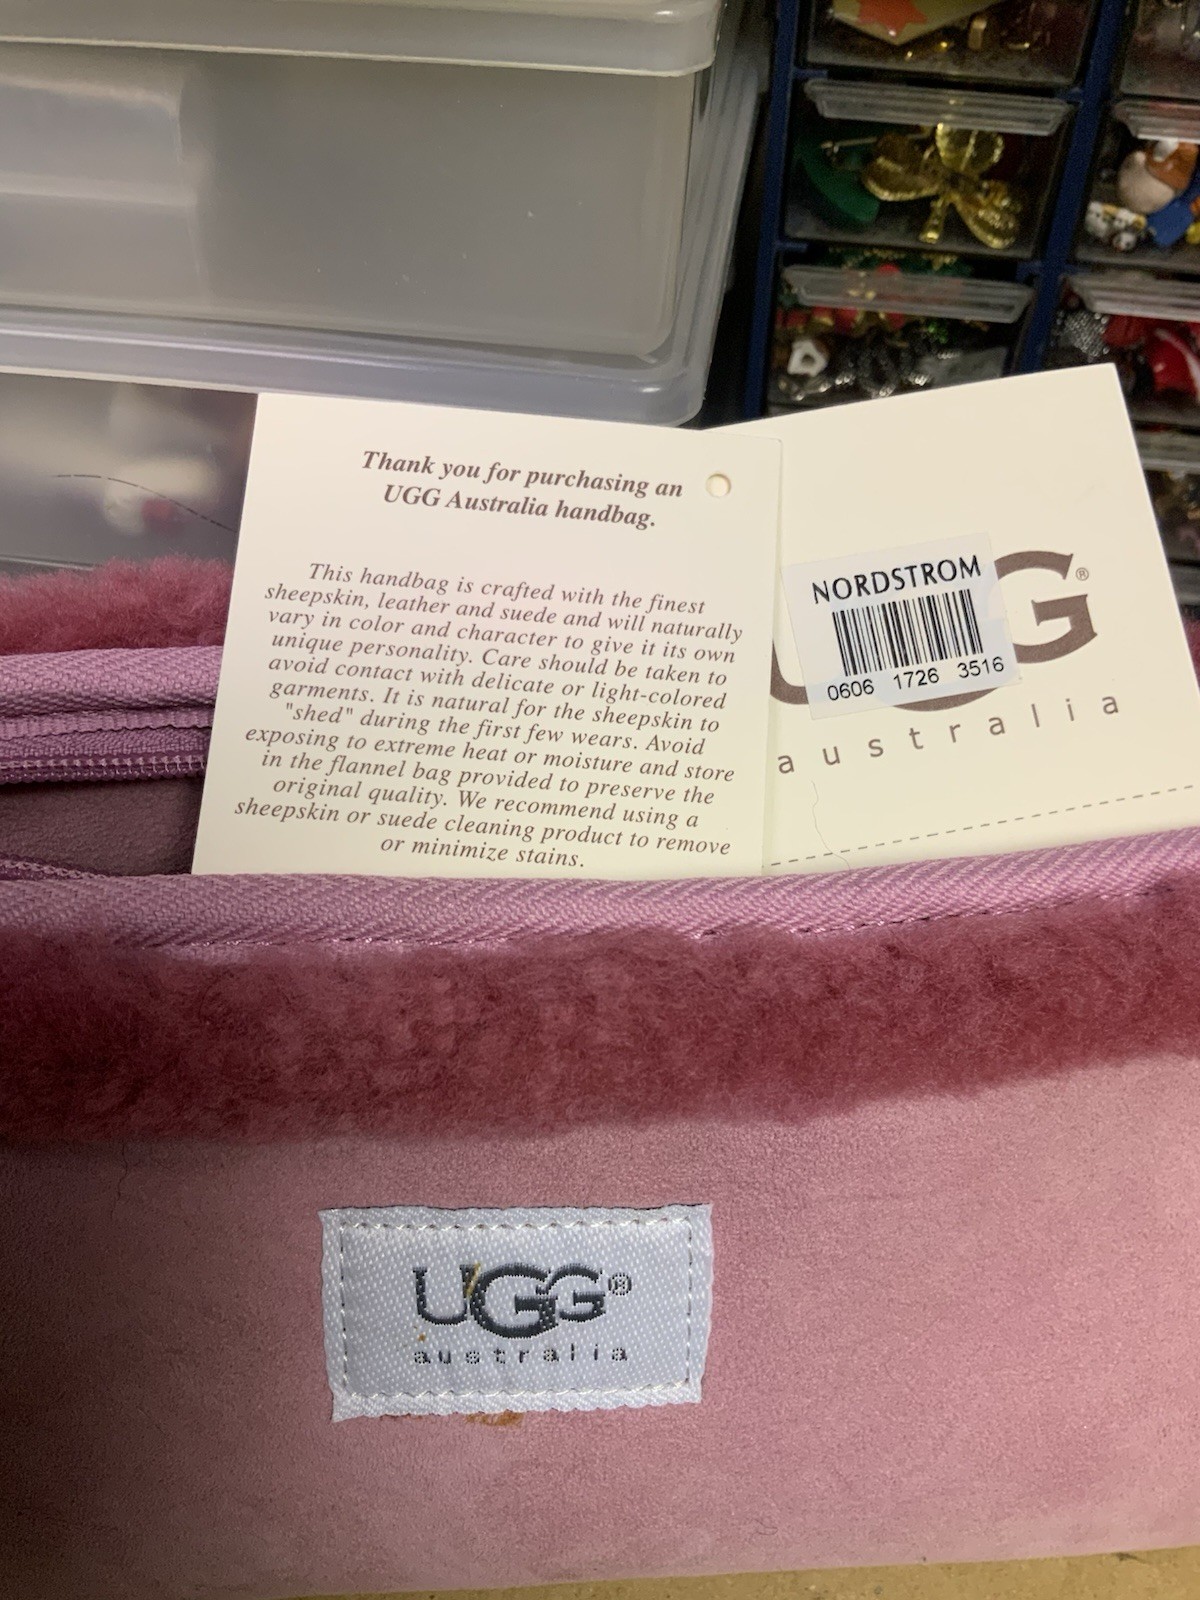 Thank you for purchasing an
UGG Australia handbag.
This handbag is crafted with the finest
sheepskin, leather and suede and will naturally
vary in color and character to give it its own
unique personality. Care should be taken to
avoid contact with delicate or light-colored
garments. It is natural for the sheepskin to
"shed" during the first few wears. Avoid
exposing to extreme heat or moisture and store
in the flannel bag provided to preserve the
original quality. We recommend using a
sheepskin or suede cleaning product to remove
or minimize stains.
NORDSTROM
0606 1726 3516
G®
australia
UGG®
australia